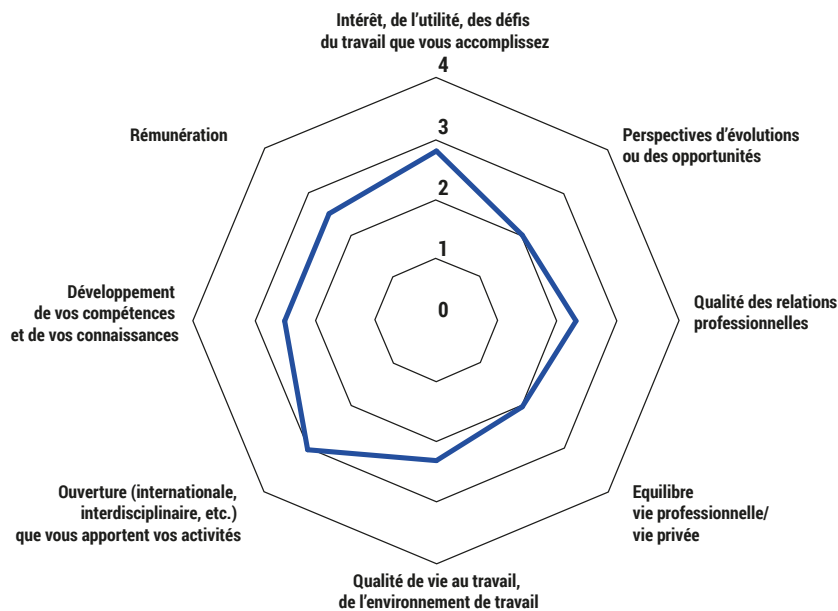 Intérêt, de l'utilité, des défis
du travail que vous accomplissez
4
Rémunération
3
Perspectives d'évolutions
ou des opportunités
2
1
Développement
de vos compétences
et de vos connaissances
0
Qualité des relations
professionnelles
Ouverture (internationale,
interdisciplinaire, etc.)
que vous apportent vos activités
Equilibre
vie professionnelle/
vie privée
Qualité de vie au travail,
de l'environnement de travail